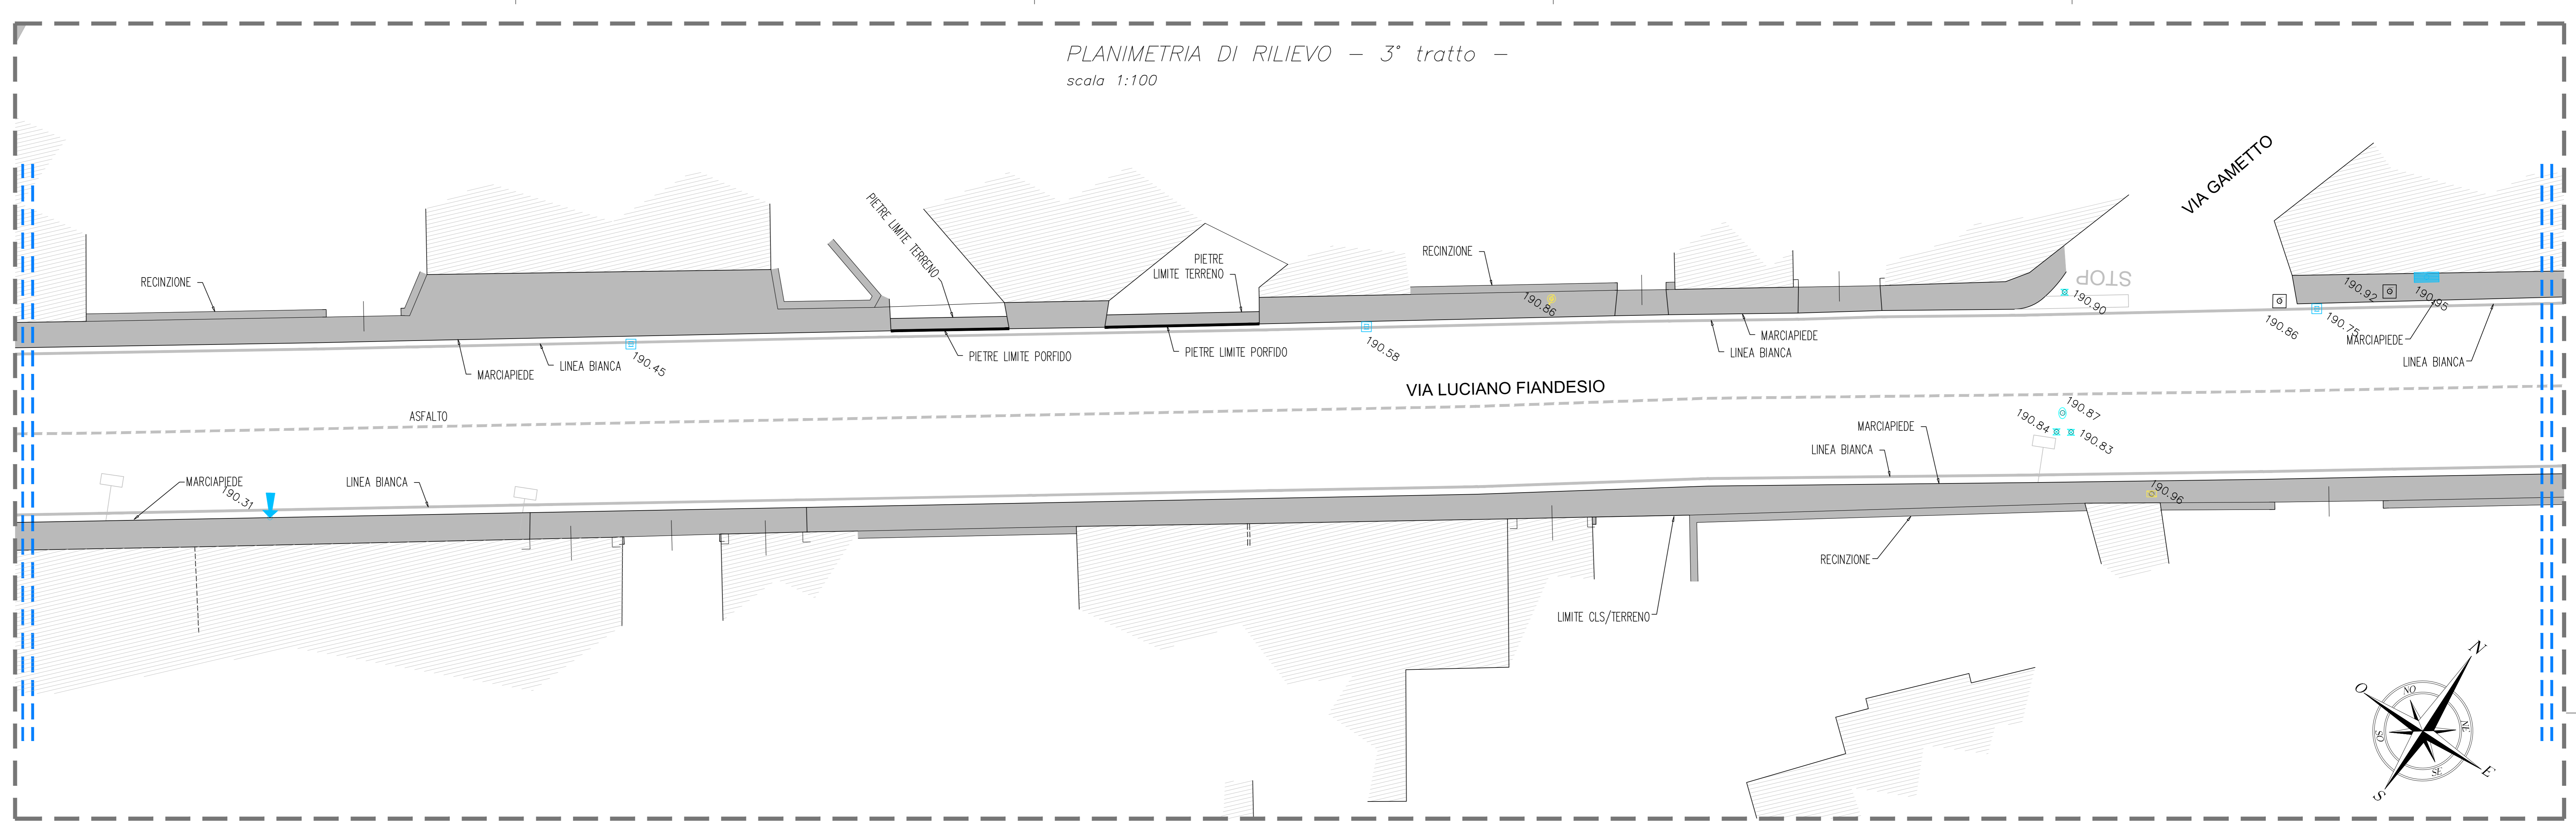 PLANIMETRIA DI RILIEVO - 3° tratto -
scala 1:100
VIA GAMETTO
PIETRE LIMITE TERRENO
PIETRE
LIMITE TERRENO
RECINZIONE
RECINZIONE
STOP
190.86
190.90
190.92
190.95
190.86
190.75
MARCIAPIEDE
LINEA BIANCA
MARCIAPIEDE
LINEA BIANCA
190.45
PIETRE LIMITE PORFIDO
PIETRE LIMITE PORFIDO
190.58
LINEA BIANCA
MARCIAPIEDE
VIA LUCIANO FIANDESIO
ASFALTO
190.87
190.84
190.83
MARCIAPIEDE
LINEA BIANCA
MARCIAPIEDE
190.31
LINEA BIANCA
190.96
RECINZIONE
LIMITE CLS/TERRENO
N
NO
O
NE
SO
SE
E
S